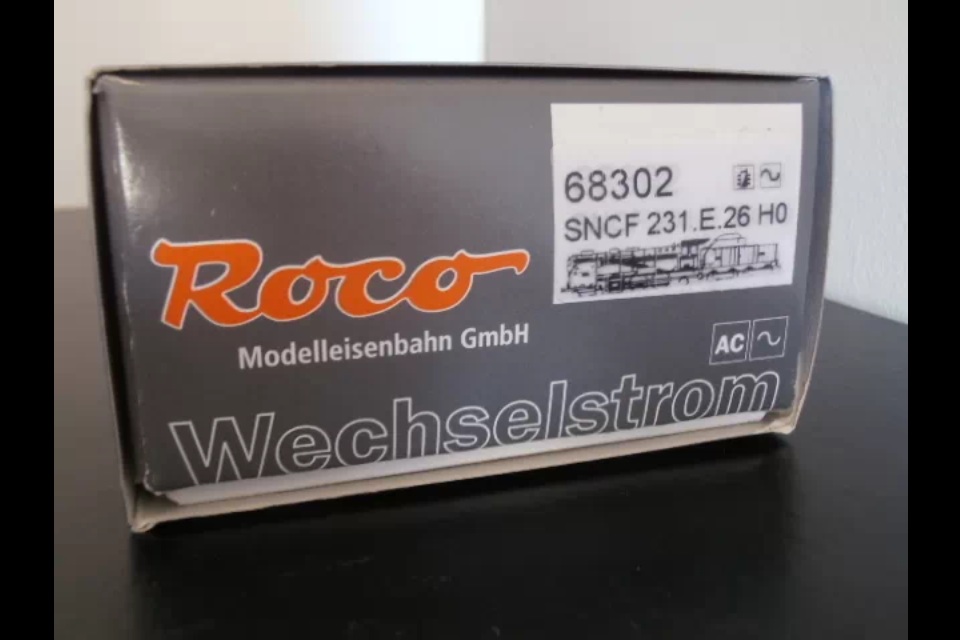 68302
SNCF 231.E.26 H0
Roco
Modelleisenbahn GmbH
AC
Wechselstrom